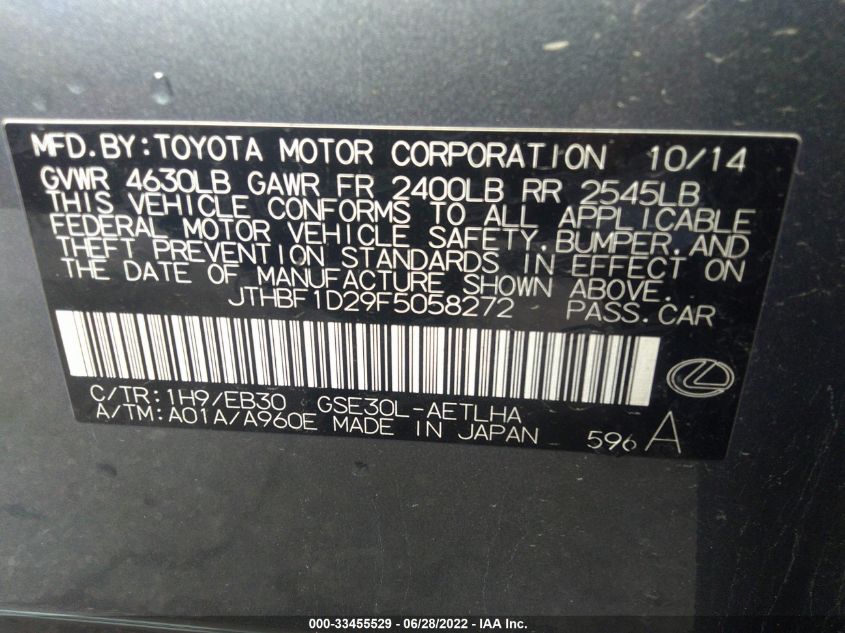 MFD.BY:TOYOTA MOTOR CORPORATION 10/14
GVWR 4630LB GAWR FR 2400LB RR 2545LB
THIS VEHICLE CONFORMS TO ALL APPLICABLE
FEDERAL MOTOR VEHICLE SAFETY,BUMPER,AND
THEFT PREVENTION STANDARDS IN EFFECT ON
THE DATE OF MANUFACTURE SHOWN ABOVE.
JTHBF1D29F5058272 PASS.CAR
C/TR:1H9/EB30 GSE30L-AETLHA
A/TM:A01A/A960E MADE IN JAPAN 596 A
000-33455529 - 06/28/2022 - IAA Inc.